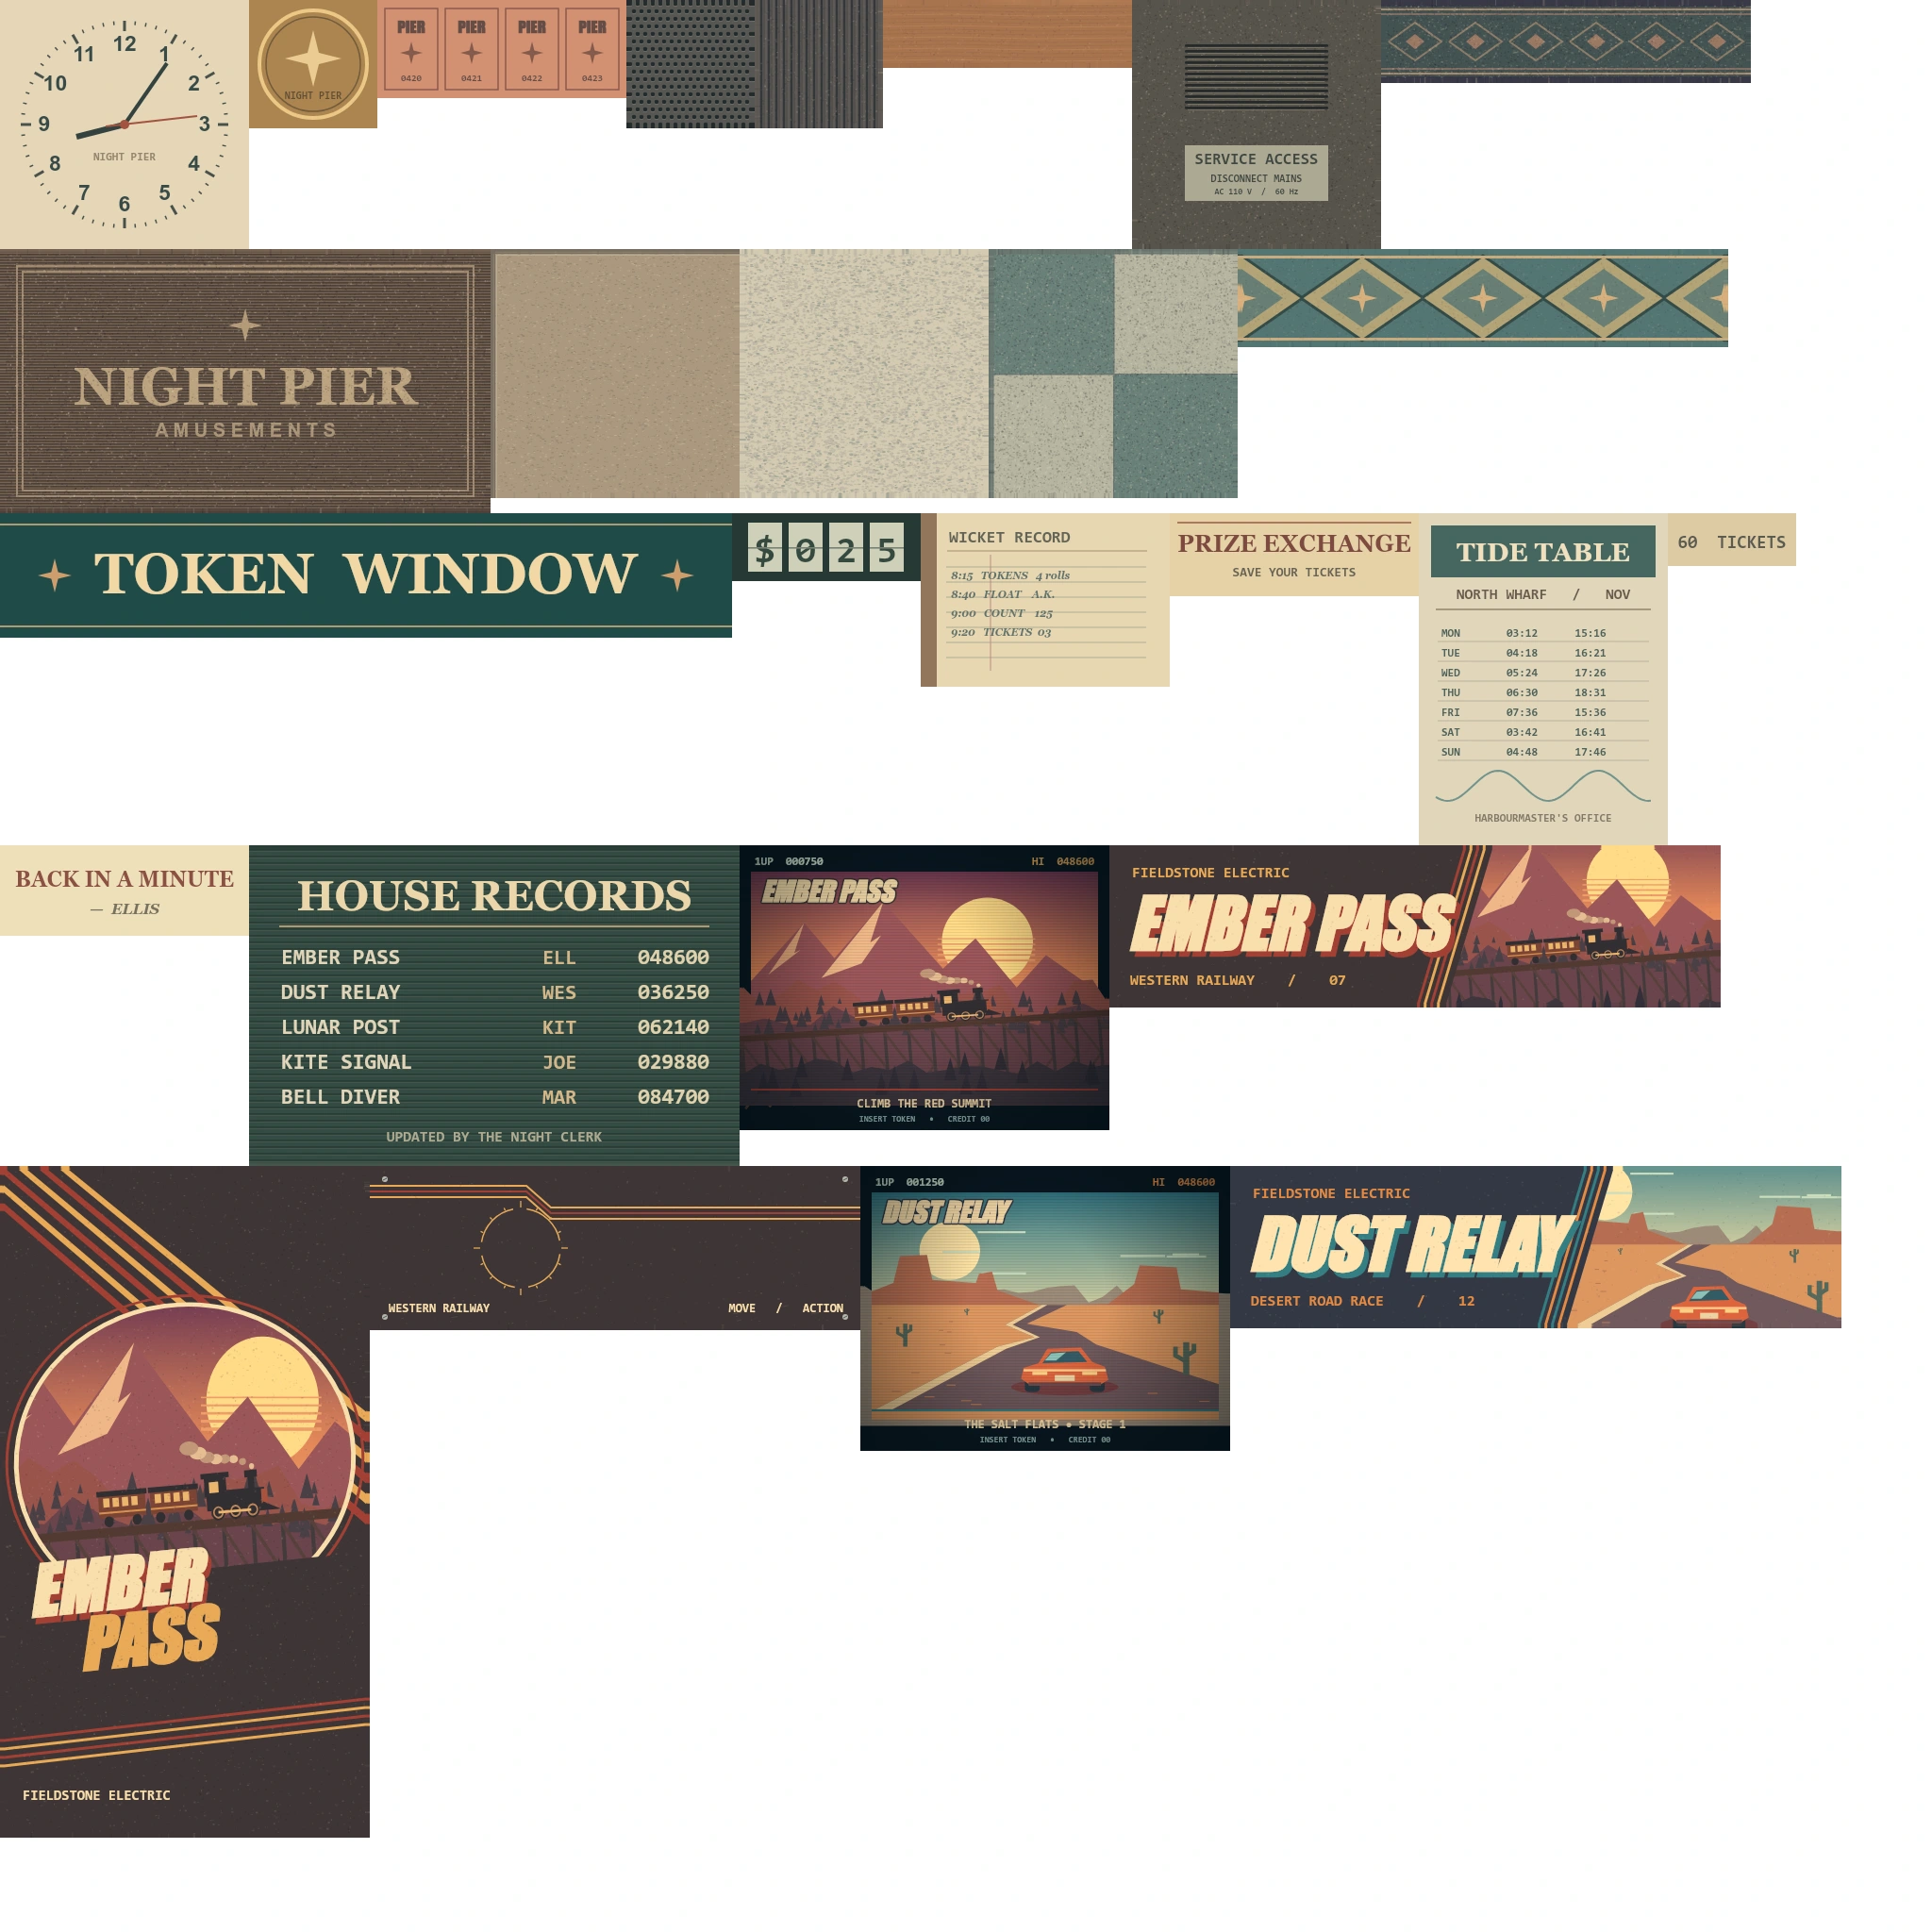 12
11
1
10
2
9
3
8
4
7
5
6
NIGHT PIER
NIGHT PIER
PIER PIER PIER PIER
0420 0421 0422 0423
SERVICE ACCESS
DISCONNECT MAINS
AC 110 V / 60 Hz
NIGHT PIER
AMUSEMENTS
TOKEN WINDOW
$025
WICKET RECORD
8:15 TOKENS 4 rolls
8:40 FLOAT A.K.
9:00 COUNT 125
9:20 TICKETS 03
PRIZE EXCHANGE
SAVE YOUR TICKETS
TIDE TABLE
NORTH WHARF / NOV
MON 03:12 15:16
TUE 04:18 16:21
WED 05:24 17:26
THU 06:30 18:31
FRI 07:36 15:36
SAT 03:42 16:41
SUN 04:48 17:46
HARBOURMASTER'S OFFICE
60 TICKETS
BACK IN A MINUTE
— ELLIS
HOUSE RECORDS
EMBER PASS ELL 048600
DUST RELAY WES 036250
LUNAR POST KIT 062140
KITE SIGNAL JOE 029880
BELL DIVER MAR 084700
UPDATED BY THE NIGHT CLERK
1UP 000750 HI 048600
EMBER PASS
CLIMB THE RED SUMMIT
INSERT TOKEN • CREDIT 00
FIELDSTONE ELECTRIC
EMBER PASS
WESTERN RAILWAY / 07
EMBER
PASS
FIELDSTONE ELECTRIC
WESTERN RAILWAY MOVE / ACTION
1UP 001250 HI 048600
DUST RELAY
THE SALT FLATS • STAGE 1
INSERT TOKEN • CREDIT 00
FIELDSTONE ELECTRIC
DUST RELAY
DESERT ROAD RACE / 12